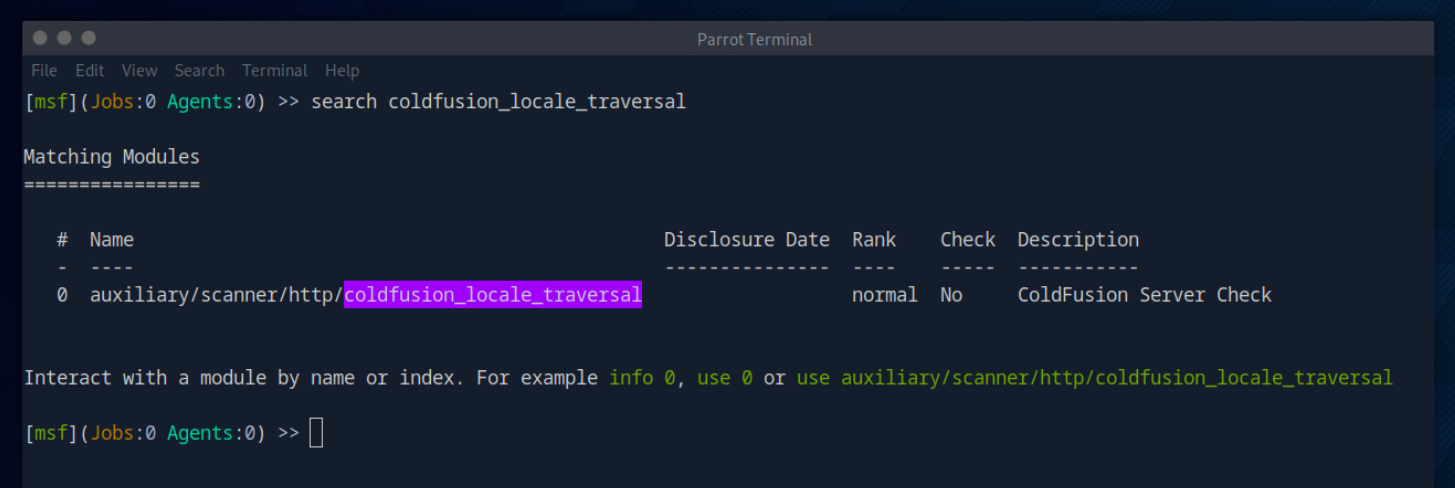 Parrot Terminal
File Edit View Search Terminal Help
[msf](Jobs:0 Agents:0) >> search coldfusion_locale_traversal
Matching Modules
================
# Name Disclosure Date Rank Check Description
- ---- --------------- ---- ----- -----------
0 auxiliary/scanner/http/coldfusion_locale_traversal normal No ColdFusion Server Check
Interact with a module by name or index. For example info 0, use 0 or use auxiliary/scanner/http/coldfusion_locale_traversal
[msf](Jobs:0 Agents:0) >>